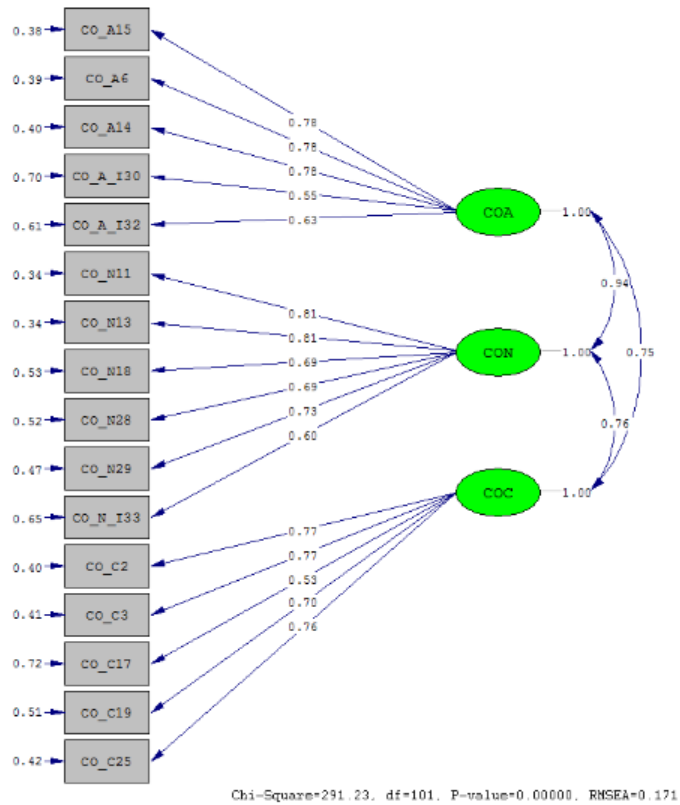 0.38 CO_A15
0.39 CO_A6
0.78
0.40 CO_A14
0.78
0.78
0.70 CO_A_I30
0.55
0.61 CO_A_I32
0.63
COA 1.00
0.34 CO_N11
0.94
0.81
0.34 CO_N13
0.81
0.69
CON 1.00
0.75
0.53 CO_N18
0.69
0.73
0.52 CO_N28
0.60
0.76
0.47 CO_N29
COC 1.00
0.65 CO_N_I33
0.77
0.40 CO_C2
0.77
0.53
0.41 CO_C3
0.70
0.76
0.72 CO_C17
0.51 CO_C19
0.42 CO_C25
Chi-Square=291.23, df=101, P-value=0.00000, RMSEA=0.171